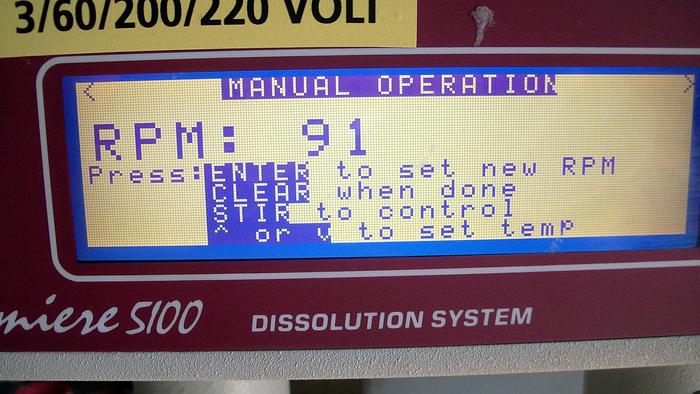 3/60/200/220 VOLT
< MANUAL OPERATION >
RPM: 91
Press: ENTER to set new RPM
CLEAR when done
STIR to control
^ or v to set temp
miere 5100 DISSOLUTION SYSTEM